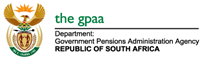 the gpaa
Department:
Government Pensions Administration Agency
REPUBLIC OF SOUTH AFRICA